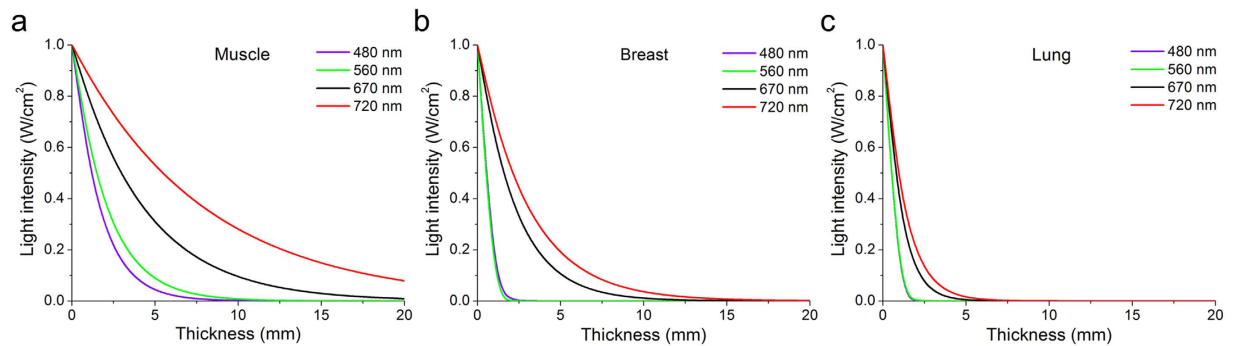 a
Muscle
480 nm
560 nm
670 nm
720 nm
1.0
0.8
0.6
0.4
0.2
0.0
Light intensity (W/cm²)
0
5
10
15
20
Thickness (mm)
b
Breast
480 nm
560 nm
670 nm
720 nm
1.0
0.8
0.6
0.4
0.2
0.0
Light intensity (W/cm²)
0
5
10
15
20
Thickness (mm)
c
Lung
480 nm
560 nm
670 nm
720 nm
1.0
0.8
0.6
0.4
0.2
0.0
Light intensity (W/cm²)
0
5
10
15
20
Thickness (mm)